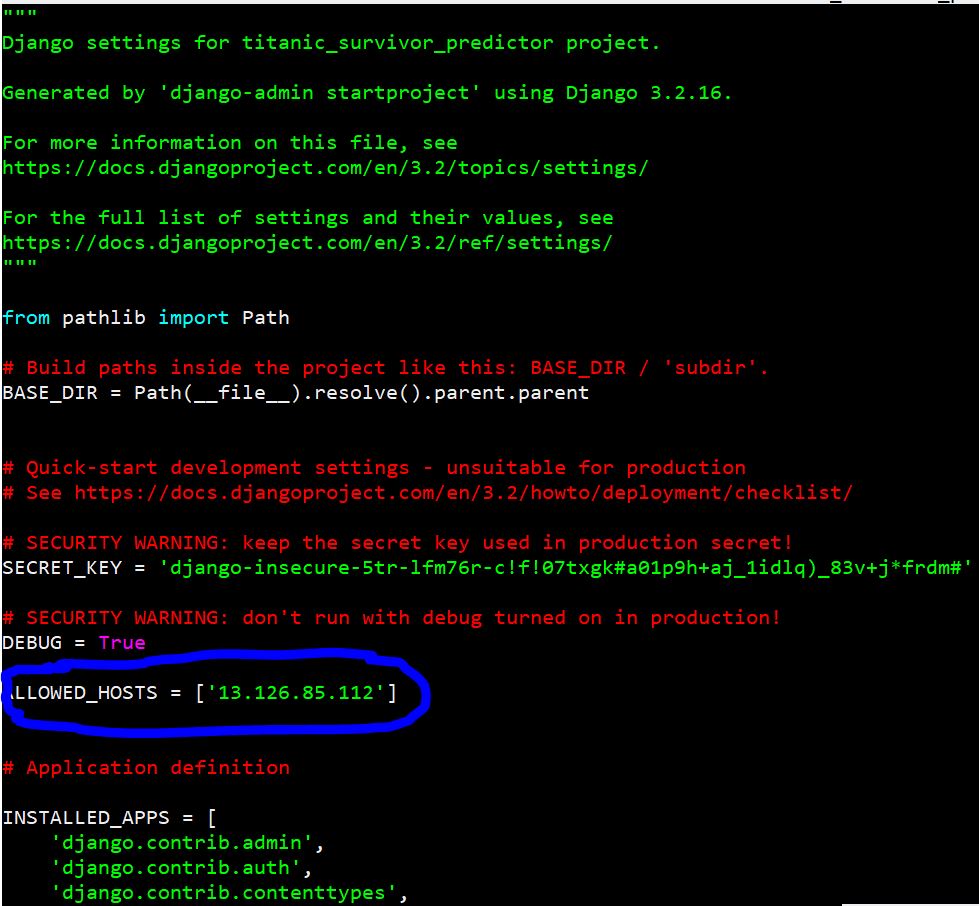 """
Django settings for titanic_survivor_predictor project.
Generated by 'django-admin startproject' using Django 3.2.16.
For more information on this file, see
https://docs.djangoproject.com/en/3.2/topics/settings/
For the full list of settings and their values, see
https://docs.djangoproject.com/en/3.2/ref/settings/
"""
from pathlib import Path
# Build paths inside the project like this: BASE_DIR / 'subdir'.
BASE_DIR = Path(__file__).resolve().parent.parent
# Quick-start development settings - unsuitable for production
# See https://docs.djangoproject.com/en/3.2/howto/deployment/checklist/
# SECURITY WARNING: keep the secret key used in production secret!
SECRET_KEY = 'django-insecure-5tr-lfm76r-c!f!07txgk#a01p9h+aj_1idlq)_83v+j*frdm#'
# SECURITY WARNING: don't run with debug turned on in production!
DEBUG = True
ALLOWED_HOSTS = ['13.126.85.112']
# Application definition
INSTALLED_APPS = [
    'django.contrib.admin',
    'django.contrib.auth',
    'django.contrib.contenttypes',